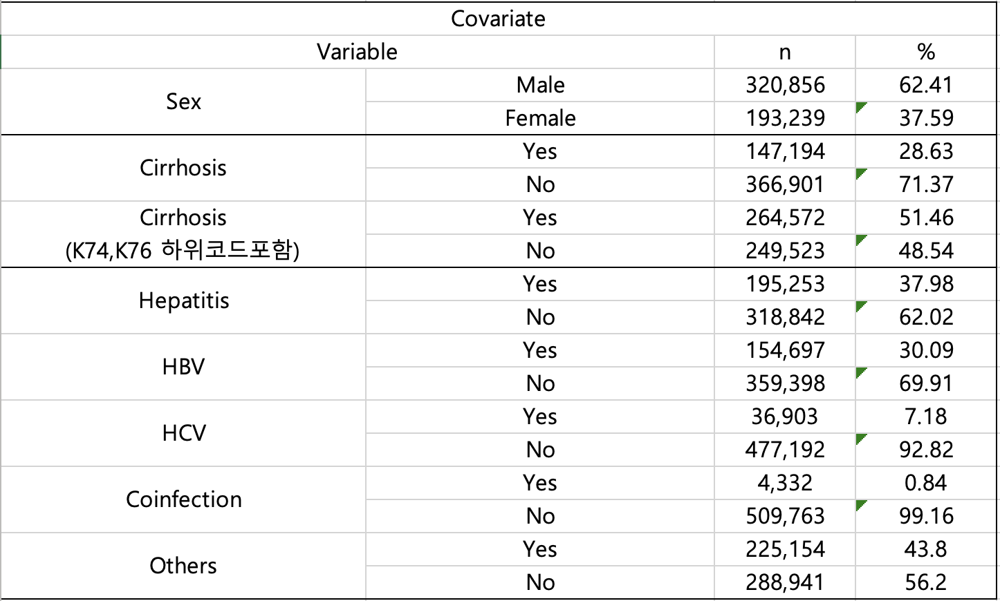 Covariate
Variable n %
Sex Male 320,856 62.41
Female 193,239 37.59
Cirrhosis Yes 147,194 28.63
No 366,901 71.37
Cirrhosis Yes 264,572 51.46
(K74,K76 하위코드포함) No 249,523 48.54
Hepatitis Yes 195,253 37.98
No 318,842 62.02
HBV Yes 154,697 30.09
No 359,398 69.91
HCV Yes 36,903 7.18
No 477,192 92.82
Coinfection Yes 4,332 0.84
No 509,763 99.16
Others Yes 225,154 43.8
No 288,941 56.2